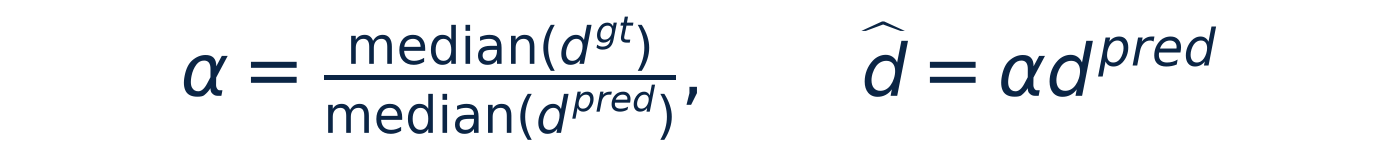 α = median(d^gt) / median(d^pred), d̂ = αd^pred